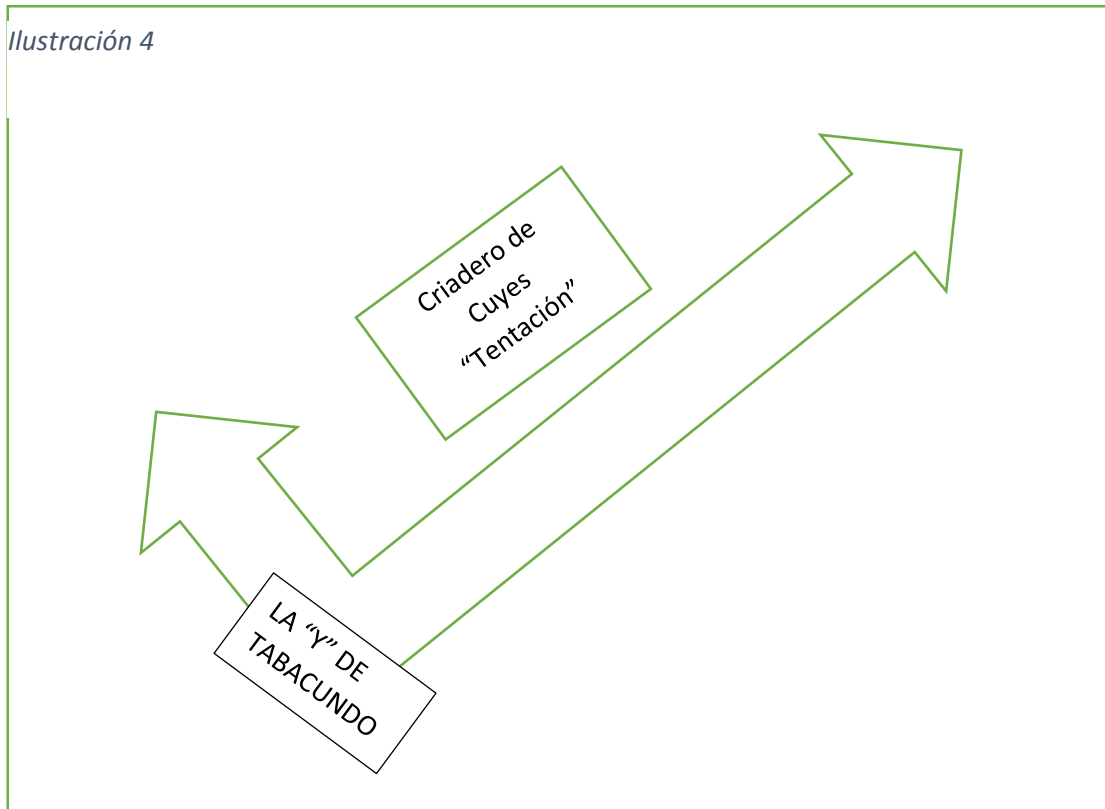 Ilustración 4
Criadero de
Cuyes
“Tentación”
LA “Y” DE
TABACUNDO